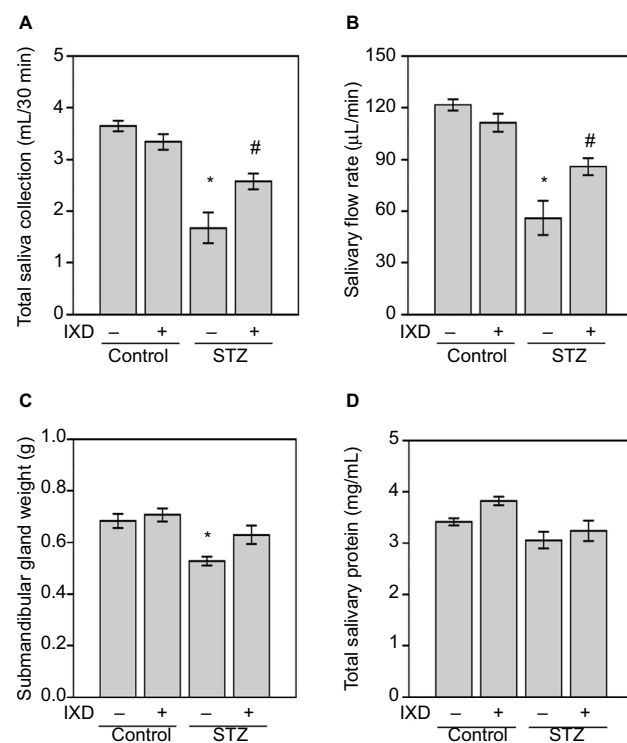 A
Total saliva collection (mL/30 min)
5
4
3
2
1
0
*
#
IXD – + – +
Control STZ
B
Salivary flow rate (μL/min)
150
120
90
60
30
0
*
#
IXD – + – +
Control STZ
C
Submandibular gland weight (g)
1.0
0.8
0.6
0.4
0.2
0.0
*
IXD – + – +
Control STZ
D
Total salivary protein (mg/mL)
5
4
3
2
1
0
IXD – + – +
Control STZ